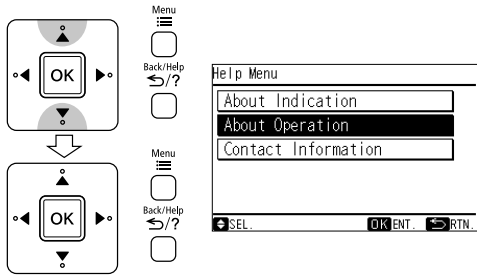 Menu
OK
Back/Help
/?
Menu
OK
Back/Help
/?
Help Menu
About Indication
About Operation
Contact Information
SEL. OK ENT. RTN.